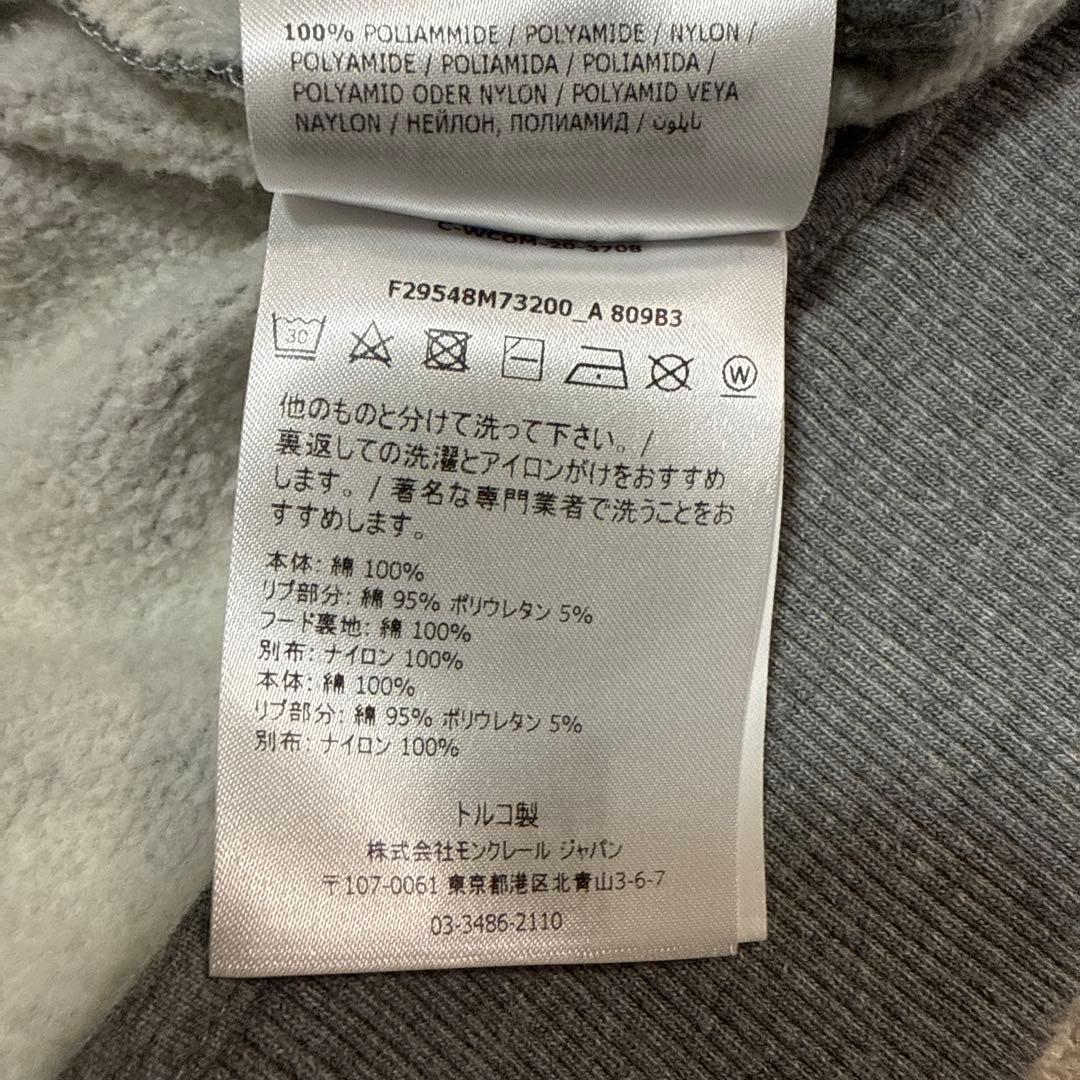 100% POLIAMMIDE / POLYAMIDE / NYLON /
POLYAMIDE / POLIAMIDA / POLIAMIDA /
POLYAMID ODER NYLON / POLYAMID VEYA
NAYLON / НЕЙЛОН, ПОЛИАМИД / نايلون
C-WCOM-26-5708
F29548M73200_A 809B3
30
W
他のものと分けて洗って下さい。/
裏返しての洗濯とアイロンがけをおすすめ
します。/ 著名な専門業者で洗うことをお
すすめします。
本体: 綿 100%
リブ部分: 綿 95% ポリウレタン 5%
フード裏地: 綿 100%
別布: ナイロン 100%
本体: 綿 100%
リブ部分: 綿 95% ポリウレタン 5%
別布: ナイロン 100%
トルコ製
株式会社モンクレール ジャパン
〒107-0061 東京都港区北青山3-6-7
03-3486-2110